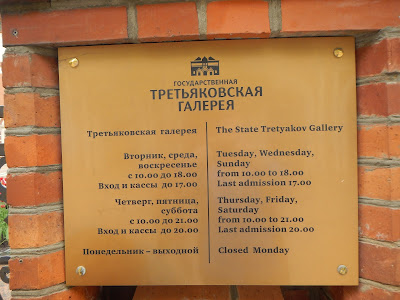 ГОСУДАРСТВЕННАЯ
ТРЕТЬЯКОВСКАЯ
ГАЛЕРЕЯ
Третьяковская галерея
Вторник, среда,
воскресенье
с 10.00 до 18.00
Вход и кассы до 17.00
Четверг, пятница,
суббота
с 10.00 до 21.00
Вход и кассы до 20.00
Понедельник – выходной
The State Tretyakov Gallery
Tuesday, Wednesday,
Sunday
from 10.00 to 18.00
Last admission 17.00
Thursday, Friday,
Saturday
from 10.00 to 21.00
Last admission 20.00
Closed Monday